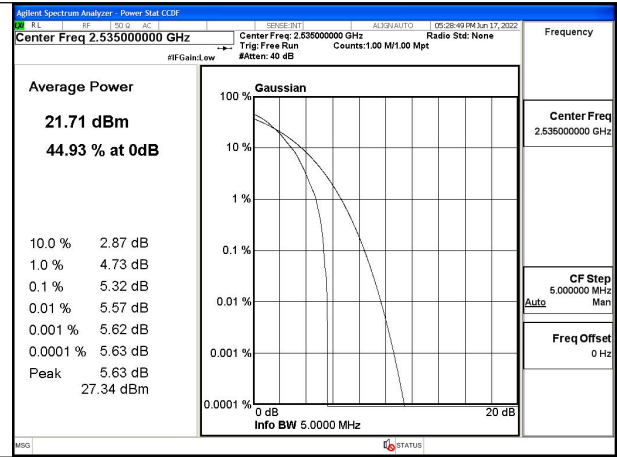 Agilent Spectrum Analyzer - Power Stat CCDF
RL RF 50 Ω AC SENSE:INT ALIGNAUTO 05:28:49 PM Jun 17, 2022
Center Freq 2.535000000 GHz
Center Freq: 2.535000000 GHz Radio Std: None
Trig: Free Run Counts:1.00 M/1.00 Mpt
#IFGain:Low #Atten: 40 dB
Frequency
Average Power
21.71 dBm
44.93 % at 0dB
10.0 % 2.87 dB
1.0 % 4.73 dB
0.1 % 5.32 dB
0.01 % 5.57 dB
0.001 % 5.62 dB
0.0001 % 5.63 dB
Peak 5.63 dB
27.34 dBm
Gaussian
100 %
10 %
1 %
0.1 %
0.01 %
0.001 %
0.0001 %
0 dB 20 dB
Info BW 5.0000 MHz
Center Freq
2.535000000 GHz
CF Step
5.000000 MHz
Auto Man
Freq Offset
0 Hz
MSG STATUS